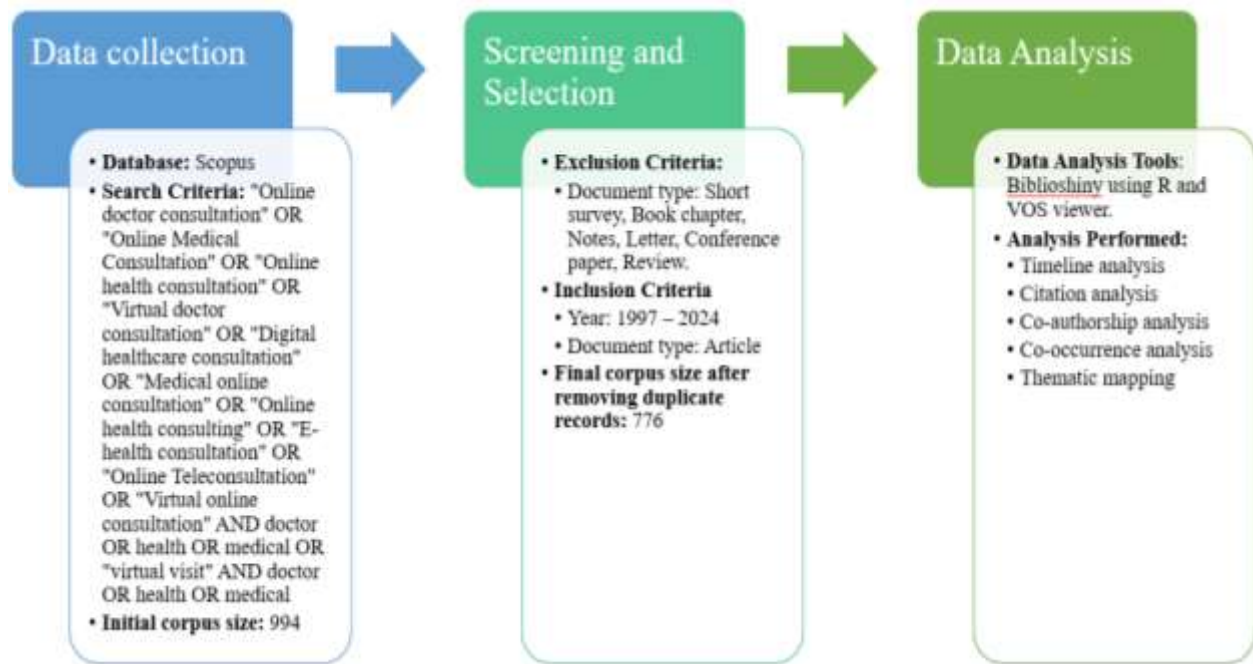 Data collection
• Database: Scopus
• Search Criteria: "Online
doctor consultation" OR
"Online Medical
Consultation" OR "Online
health consultation" OR
"Virtual doctor
consultation" OR "Digital
healthcare consultation"
OR "Medical online
consultation" OR "Online
health consulting" OR "E-
health consultation" OR
"Online Teleconsultation"
OR "Virtual online
consultation" AND doctor
OR health OR medical OR
"virtual visit" AND doctor
OR health OR medical
• Initial corpus size: 994
Screening and
Selection
• Exclusion Criteria:
• Document type: Short
survey, Book chapter,
Notes, Letter, Conference
paper, Review.
• Inclusion Criteria
• Year: 1997 – 2024
• Document type: Article
• Final corpus size after
removing duplicate
records: 776
Data Analysis
• Data Analysis Tools:
Biblioshiny using R and
VOS viewer.
• Analysis Performed:
• Timeline analysis
• Citation analysis
• Co-authorship analysis
• Co-occurrence analysis
• Thematic mapping